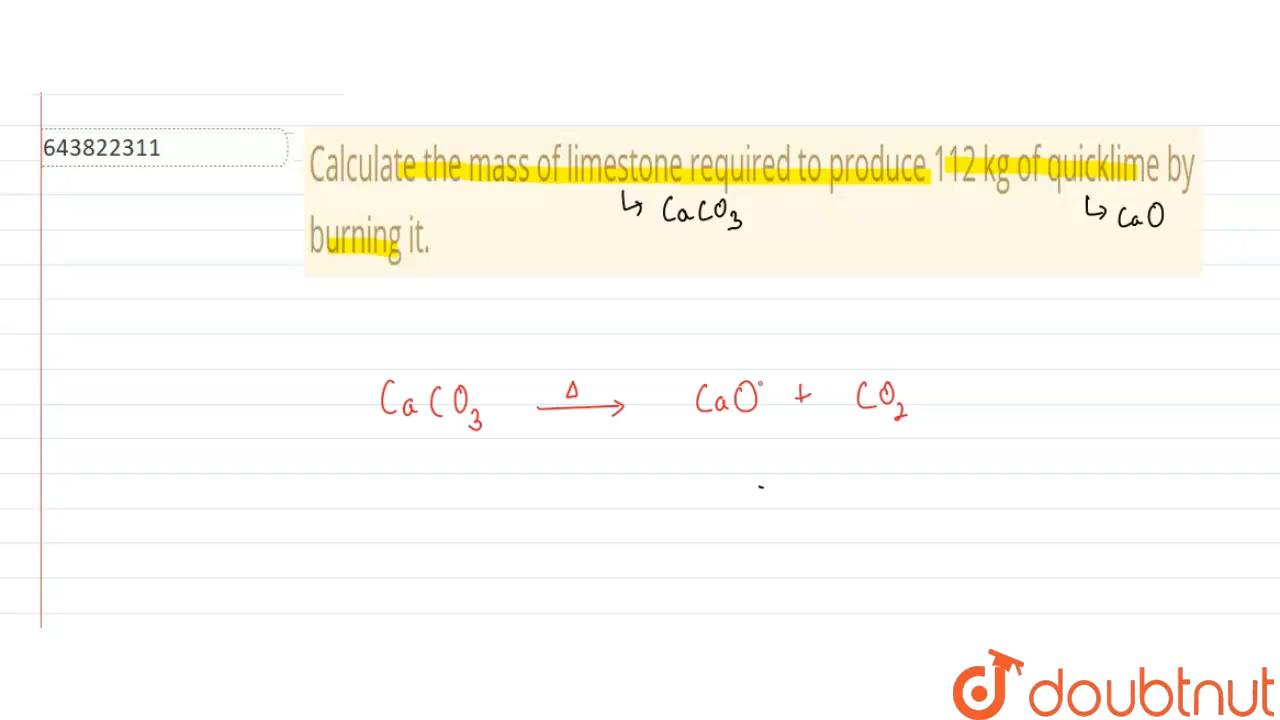 643822311
Calculate the mass of limestone required to produce 112 kg of quicklime by
↳ CaCO3
↳ CaO
burning it.
CaCO3 Δ→ CaO + CO2
doubtnut